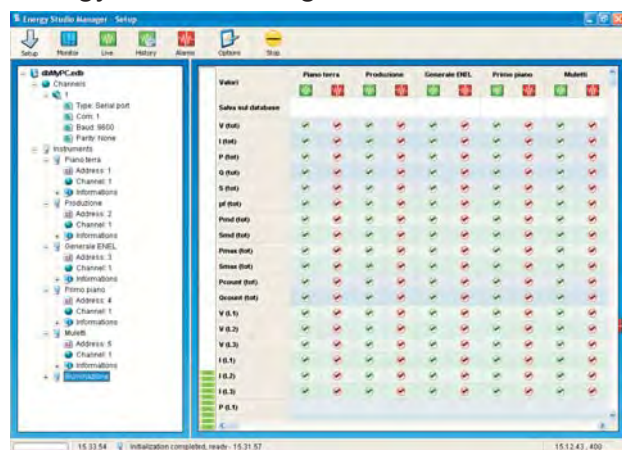 Energy Studio Manager - Setup
Setup Monitor Live History Alarms Options Stop
dbMyPC.edb
Channels
1
Type: Serial port
Com: 1
Baud: 9600
Parity: None
Instruments
Piano terra
Address: 1
Channel: 1
Informations
Produzione
Address: 2
Channel: 1
Informations
Generale ENEL
Address: 3
Channel: 1
Informations
Primo piano
Address: 4
Channel: 1
Informations
Muletti
Address: 5
Channel: 1
Informations
Illuminazione
Valori Piano terra Produzione Generale ENEL Primo piano Muletti
Salva sul database
V (tot)
I (tot)
P (tot)
Q (tot)
S (tot)
pf (tot)
Pmd (tot)
Smd (tot)
Pmax (tot)
Smax (tot)
Pcount (tot)
Qcount (tot)
V (L1)
V (L2)
V (L3)
I (L1)
I (L2)
I (L3)
P (L1)
15.33.54 Initialization completed, ready - 15.31.57 15.12.43 , 400